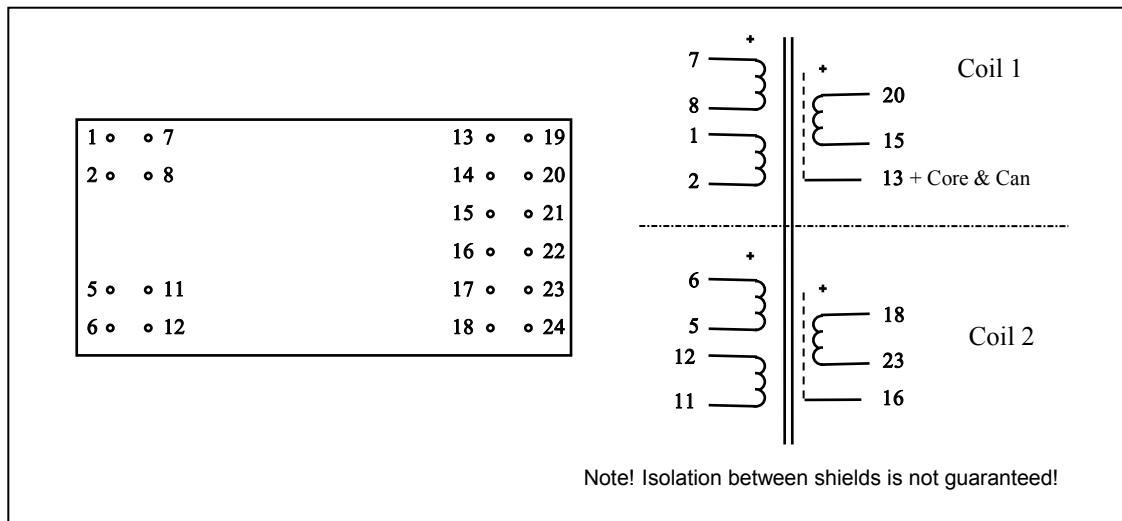 1 7 13 19
2 8 14 20
15 21
16 22
5 11 17 23
6 12 18 24
+
7
8
1
2
+
20
15
13 + Core & Can
Coil 1
+
6
5
12
11
+
18
23
16
Coil 2
Note! Isolation between shields is not guaranteed!